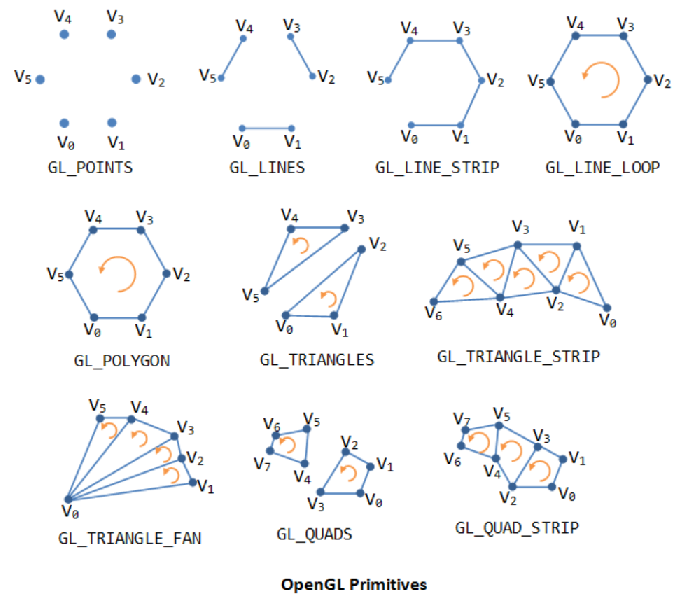 V₄ V₃ V₄ V₃ V₄ V₃ V₄ V₃
V₅ V₂ V₅ V₂ V₅ V₂ V₅ V₂
V₀ V₁ V₀ V₁ V₀ V₁ V₀ V₁
GL_POINTS GL_LINES GL_LINE_STRIP GL_LINE_LOOP
V₄ V₃ V₄ V₃ V₃ V₁
V₅ V₂ V₂ V₅
V₅ V₆ V₄ V₂ V₀
V₀ V₁ V₀ V₁
GL_POLYGON GL_TRIANGLES GL_TRIANGLE_STRIP
V₅ V₄ V₆ V₅ V₇ V₅
V₃ V₂ V₃
V₂ V₇ V₄ V₁ V₆ V₄ V₁
V₁ V₃ V₀ V₂ V₀
V₀
GL_TRIANGLE_FAN GL_QUADS GL_QUAD_STRIP
OpenGL Primitives